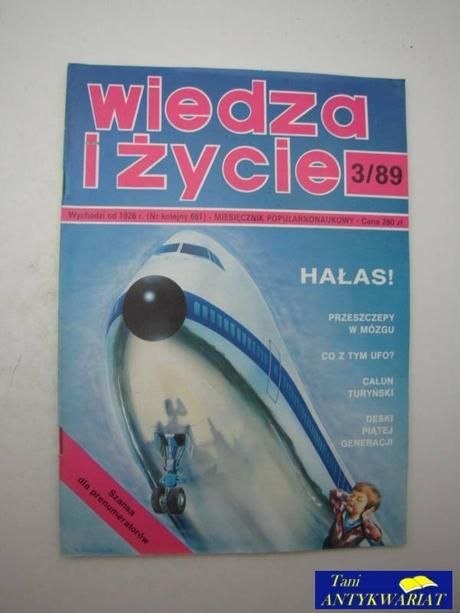 wiedza
i życie
3/89
Wychodzi od 1926 r. (Nr kolejny 651) - MIESIĘCZNIK POPULARNONAUKOWY - Cena 280 zł
HAŁAS!
PRZESZCZEPY
W MÓZGU
CO Z TYM UFO?
CAŁUN
TURYŃSKI
DESKI
PIĄTEJ
GENERACJI
Szansa
dla prenumeratorów
Tani
ANTYKWARIAT